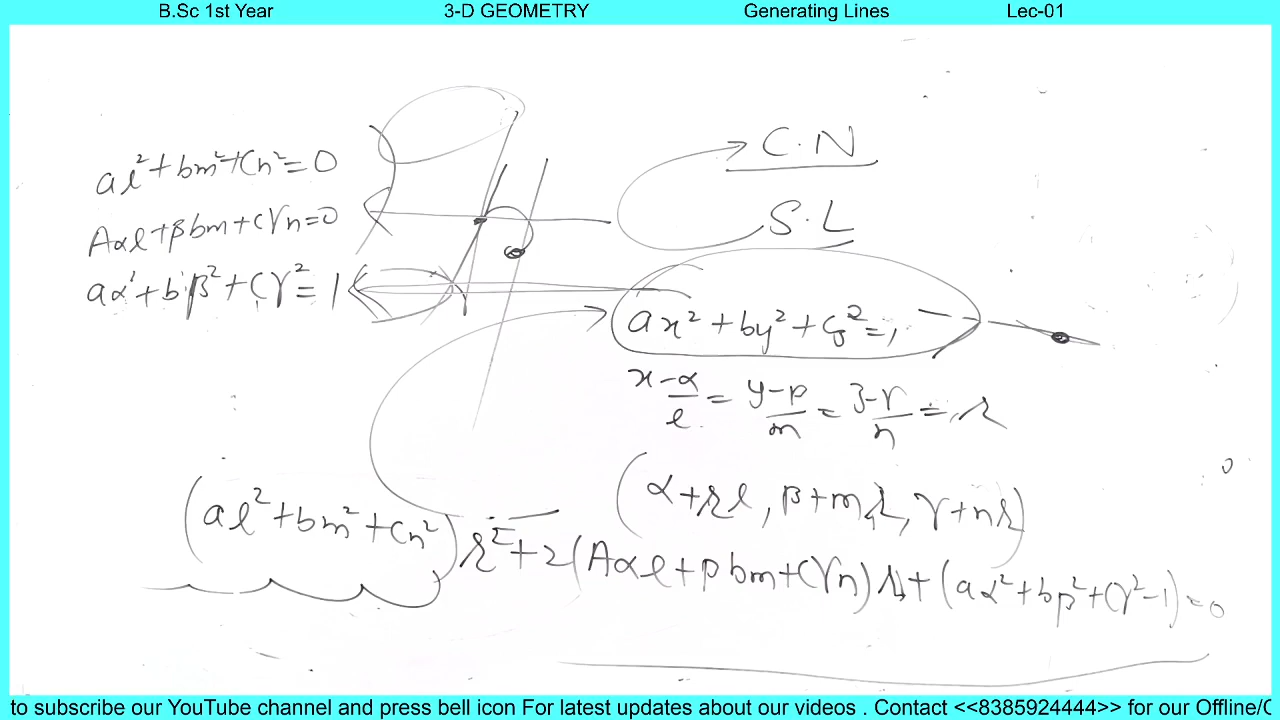 B.Sc 1st Year 3-D GEOMETRY Generating Lines Lec-01
C.N
S.L
al²+bm²+Cn²=0
Aαl+βbm+Cγn=0
aα²+bβ²+Cγ²=1
ax²+by²+Cz²=1
x-α/l = y-β/m = z-γ/n = r
(α+rl, β+mr, γ+nr)
(al²+bm²+Cn²)r²+2(Aαl+βbm+Cγn)r+(aα²+bβ²+Cγ²-1)=0
to subscribe our YouTube channel and press bell icon For latest updates about our videos . Contact <<8385924444>> for our Offline/O